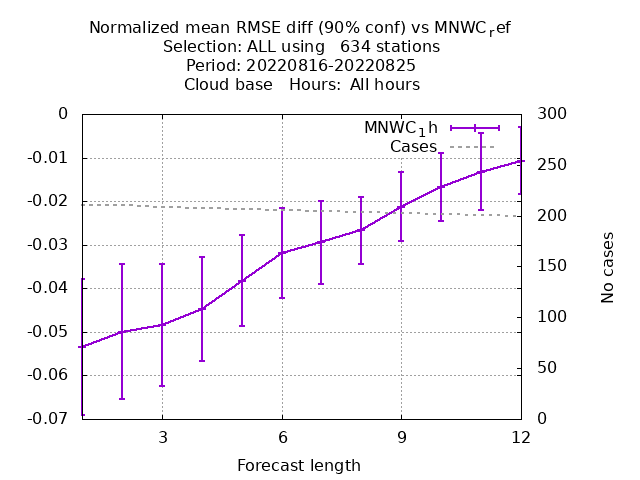 Normalized mean RMSE diff (90% conf) vs MNWC_ref
Selection: ALL using   634 stations
Period: 20220816-20220825
Cloud base   Hours:  All hours
MNWC_1h
Cases
0
-0.01
-0.02
-0.03
-0.04
-0.05
-0.06
-0.07
300
250
200
150
100
50
0
No cases
3
6
9
12
Forecast length